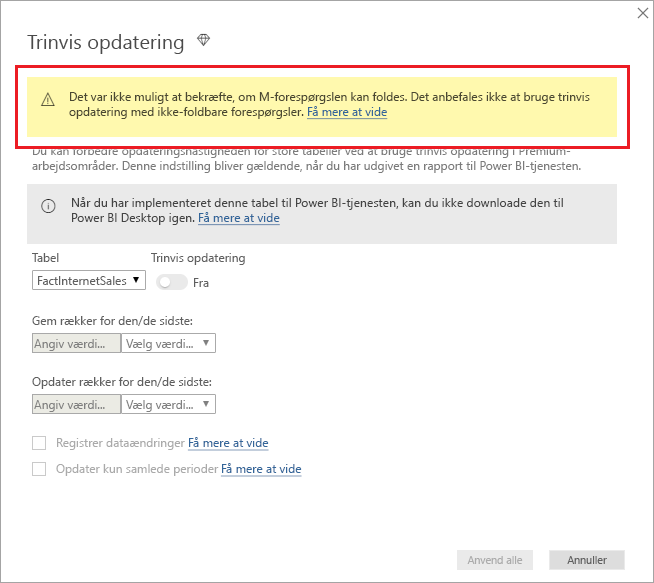 Trinvis opdatering
Det var ikke muligt at bekræfte, om M-forespørgslen kan foldes. Det anbefales ikke at bruge trinvis
opdatering med ikke-foldbare forespørgsler. Få mere at vide
Du kan forbedre opdateringshastigheden for store tabeller ved at bruge trinvis opdatering i Premium-
arbejdsområder. Denne indstilling bliver gældende, når du har udgivet en rapport til Power BI-tjenesten.
Når du har implementeret denne tabel til Power BI-tjenesten, kan du ikke downloade den til
Power BI Desktop igen. Få mere at vide
Tabel Trinvis opdatering
FactInternetSales Fra
Gem rækker for den/de sidste:
Angiv værdi... Vælg værdi...
Opdater rækker for den/de sidste:
Angiv værdi... Vælg værdi...
Registrer dataændringer Få mere at vide
Opdater kun samlede perioder Få mere at vide
Anvend alle Annuller